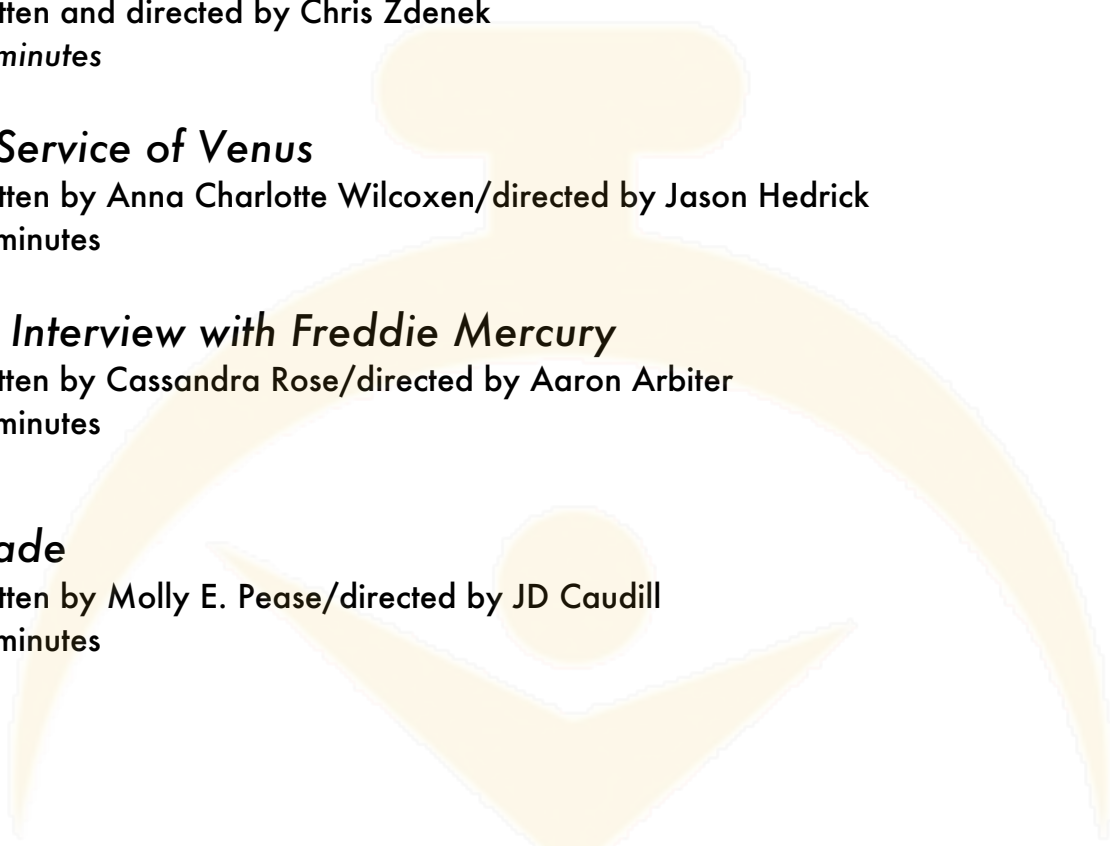 tten and directed by Chris Zdenek
minutes
Service of Venus
tten by Anna Charlotte Wilcoxen/directed by Jason Hedrick
minutes
Interview with Freddie Mercury
tten by Cassandra Rose/directed by Aaron Arbiter
minutes
ade
tten by Molly E. Pease/directed by JD Caudill
minutes